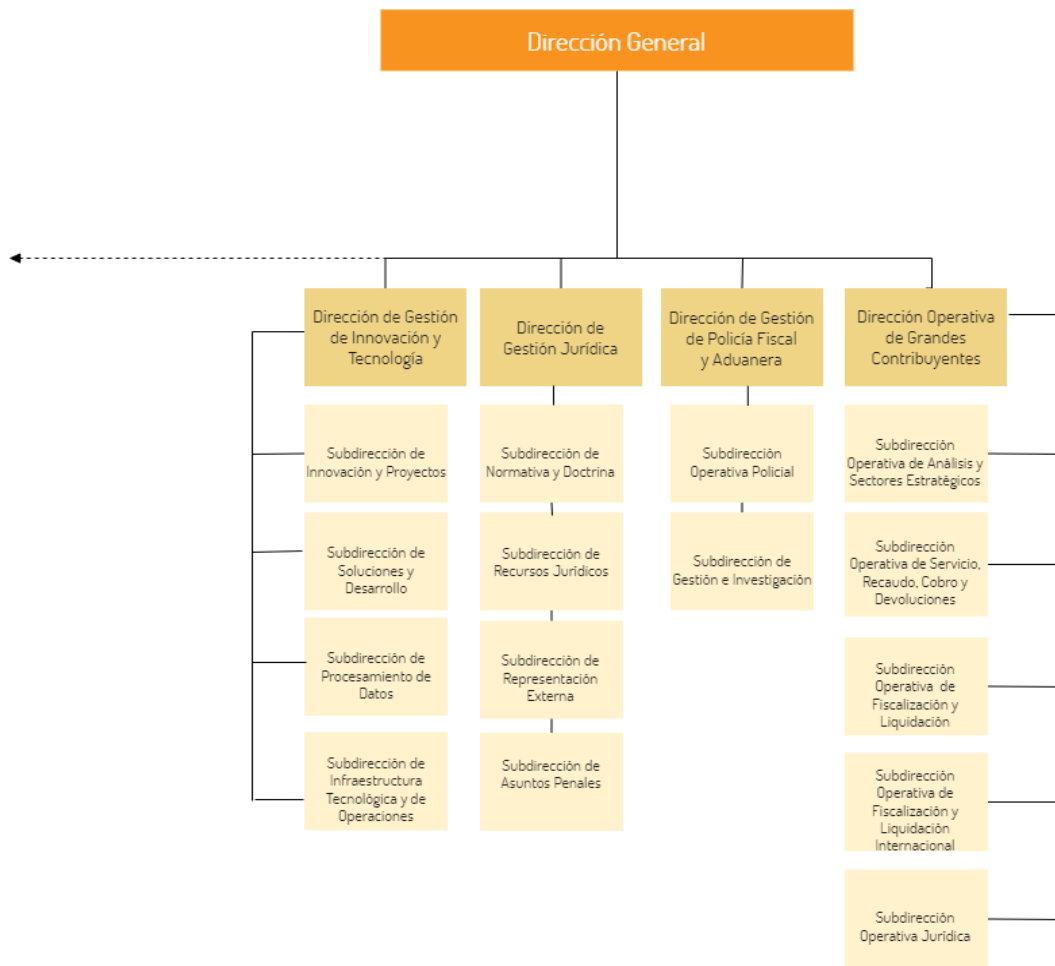 Dirección General
Dirección de Gestión
de Innovación y
Tecnología
Dirección de
Gestión Jurídica
Dirección de Gestión
de Policía Fiscal
y Aduanera
Dirección Operativa
de Grandes
Contribuyentes
Subdirección de
Innovación y Proyectos
Subdirección de
Normativa y Doctrina
Subdirección
Operativa Policial
Subdirección
Operativa de Análisis y
Sectores Estratégicos
Subdirección de
Soluciones y
Desarrollo
Subdirección de
Recursos Jurídicos
Subdirección de
Gestión e Investigación
Subdirección
Operativa de Servicio,
Recaudo, Cobro y
Devoluciones
Subdirección de
Procesamiento de
Datos
Subdirección de
Representación
Externa
Subdirección
Operativa de
Fiscalización y
Liquidación
Subdirección de
Infraestructura
Tecnológica y de
Operaciones
Subdirección de
Asuntos Penales
Subdirección
Operativa de
Fiscalización y
Liquidación
Internacional
Subdirección
Operativa Jurídica